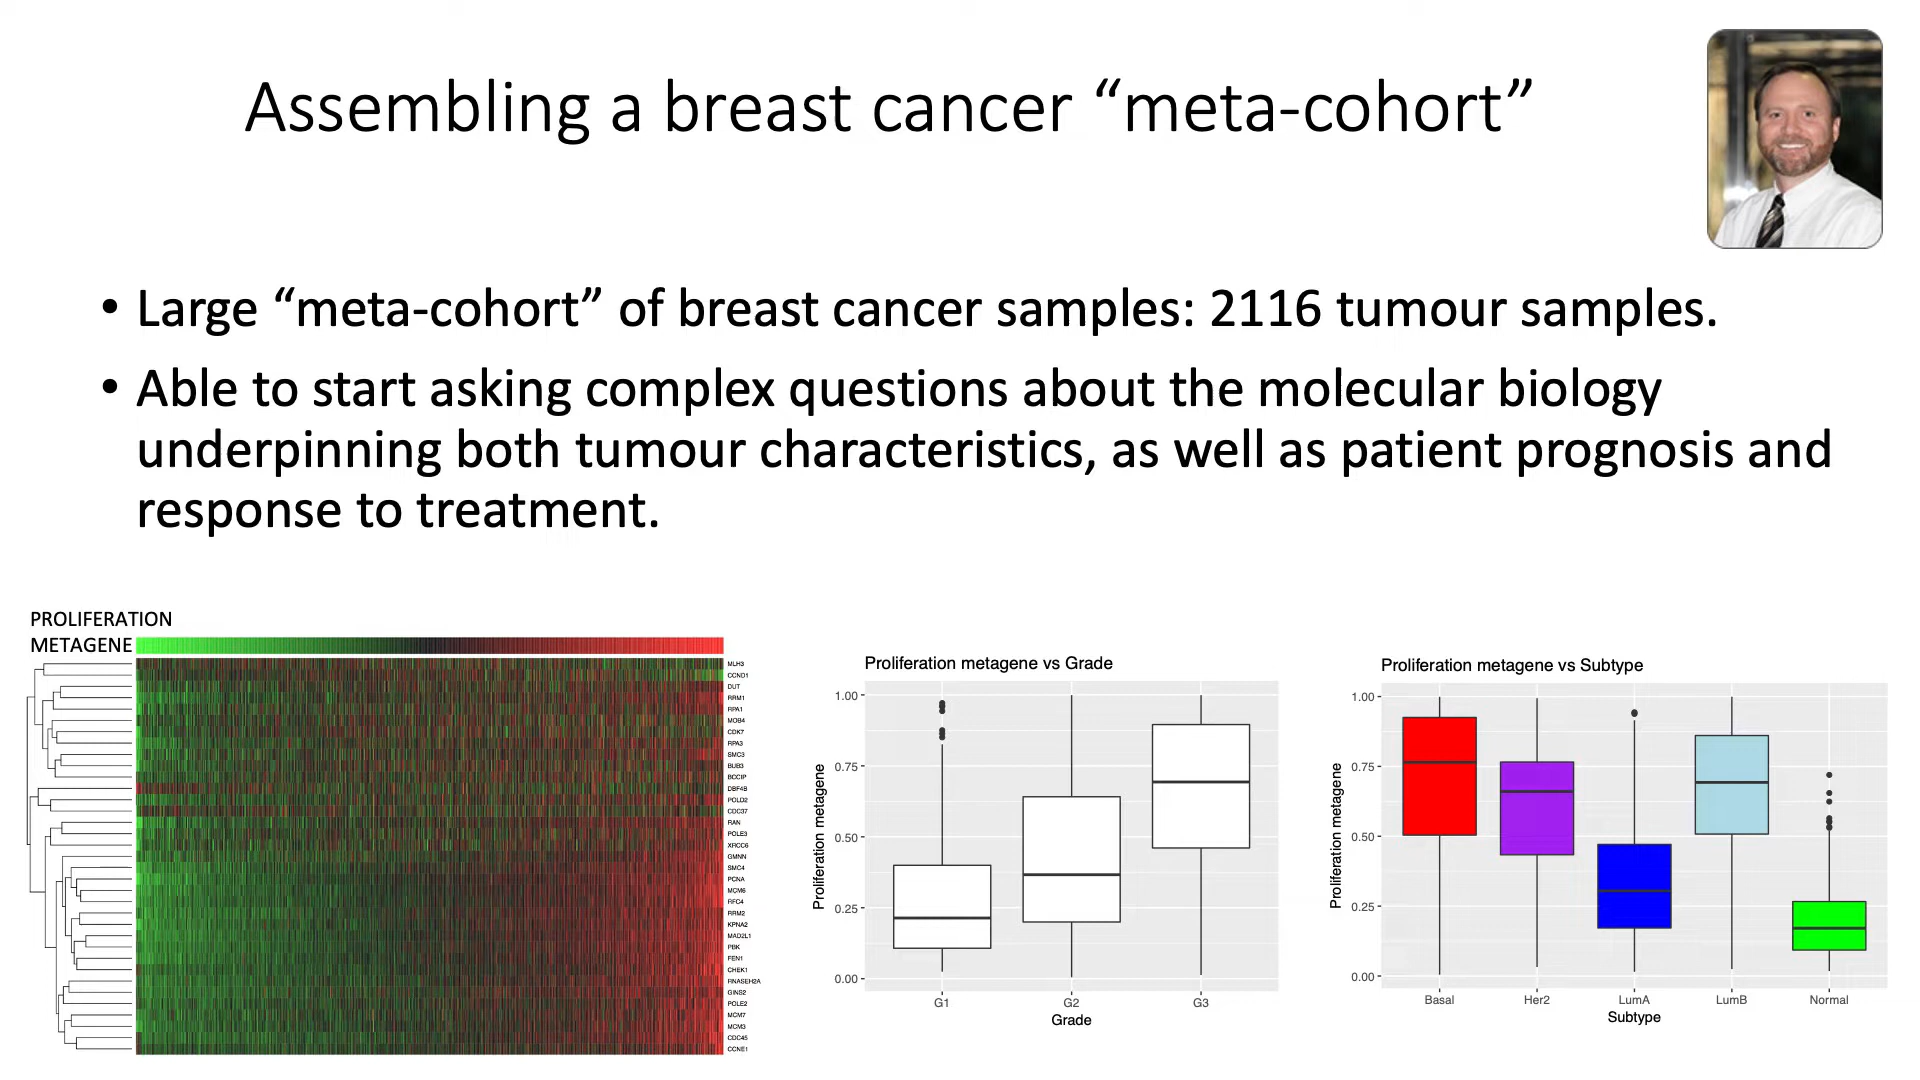 Assembling a breast cancer “meta-cohort”
• Large “meta-cohort” of breast cancer samples: 2116 tumour samples.
• Able to start asking complex questions about the molecular biology
underpinning both tumour characteristics, as well as patient prognosis and
response to treatment.
PROLIFERATION
METAGENE
MLH3
CCND1
DUT
RRM1
RPA1
MOB4
CDK7
RPA3
SMC3
BUB3
BCCIP
DBF4B
POLD2
CDC37
RAN
POLE3
XRCC6
GMNN
SMC4
PCNA
MCM6
RFC4
RRM2
KPNA2
MAD2L1
PBK
FEN1
CHEK1
RNASEH2A
GINS2
POLE2
MCM7
MCM3
CDC45
CCNE1
Proliferation metagene vs Grade
Proliferation metagene
1.00
0.75
0.50
0.25
0.00
G1 G2 G3
Grade
Proliferation metagene vs Subtype
Proliferation metagene
1.00
0.75
0.50
0.25
0.00
Basal Her2 LumA LumB Normal
Subtype